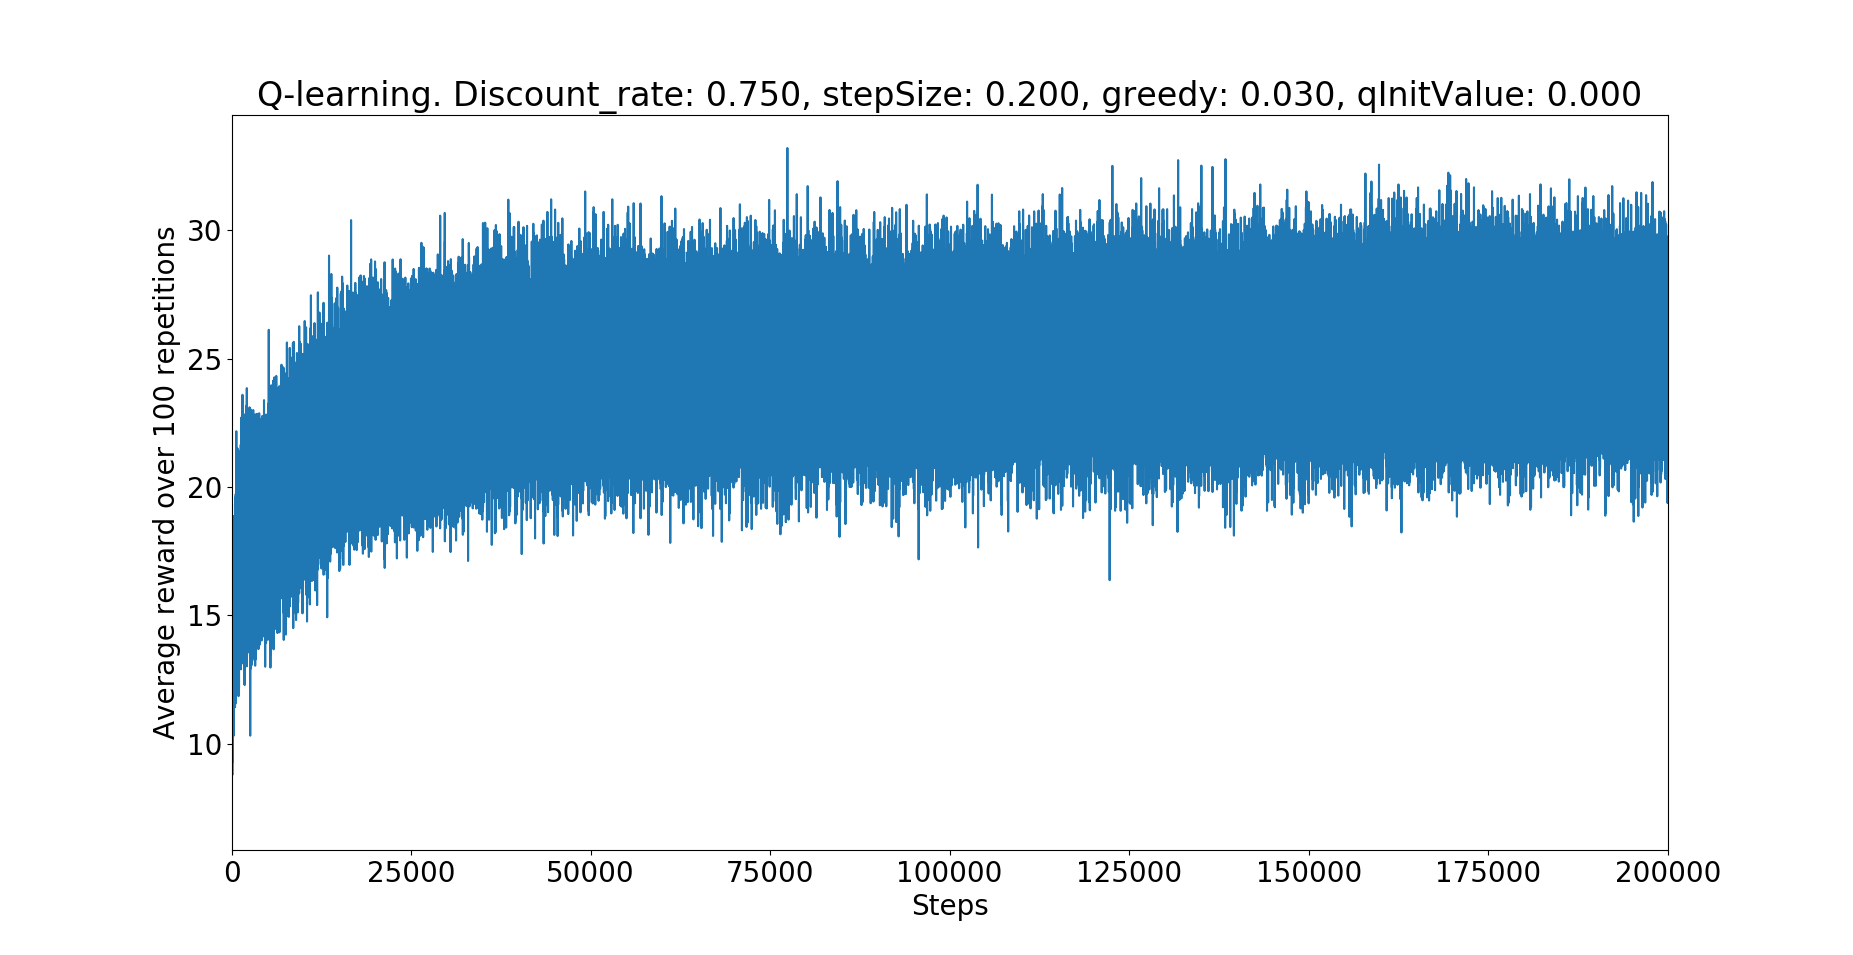 Q-learning. Discount_rate: 0.750, stepSize: 0.200, greedy: 0.030, qInitValue: 0.000
Average reward over 100 repetitions
30
25
20
15
10
0 25000 50000 75000 100000 125000 150000 175000 200000
Steps